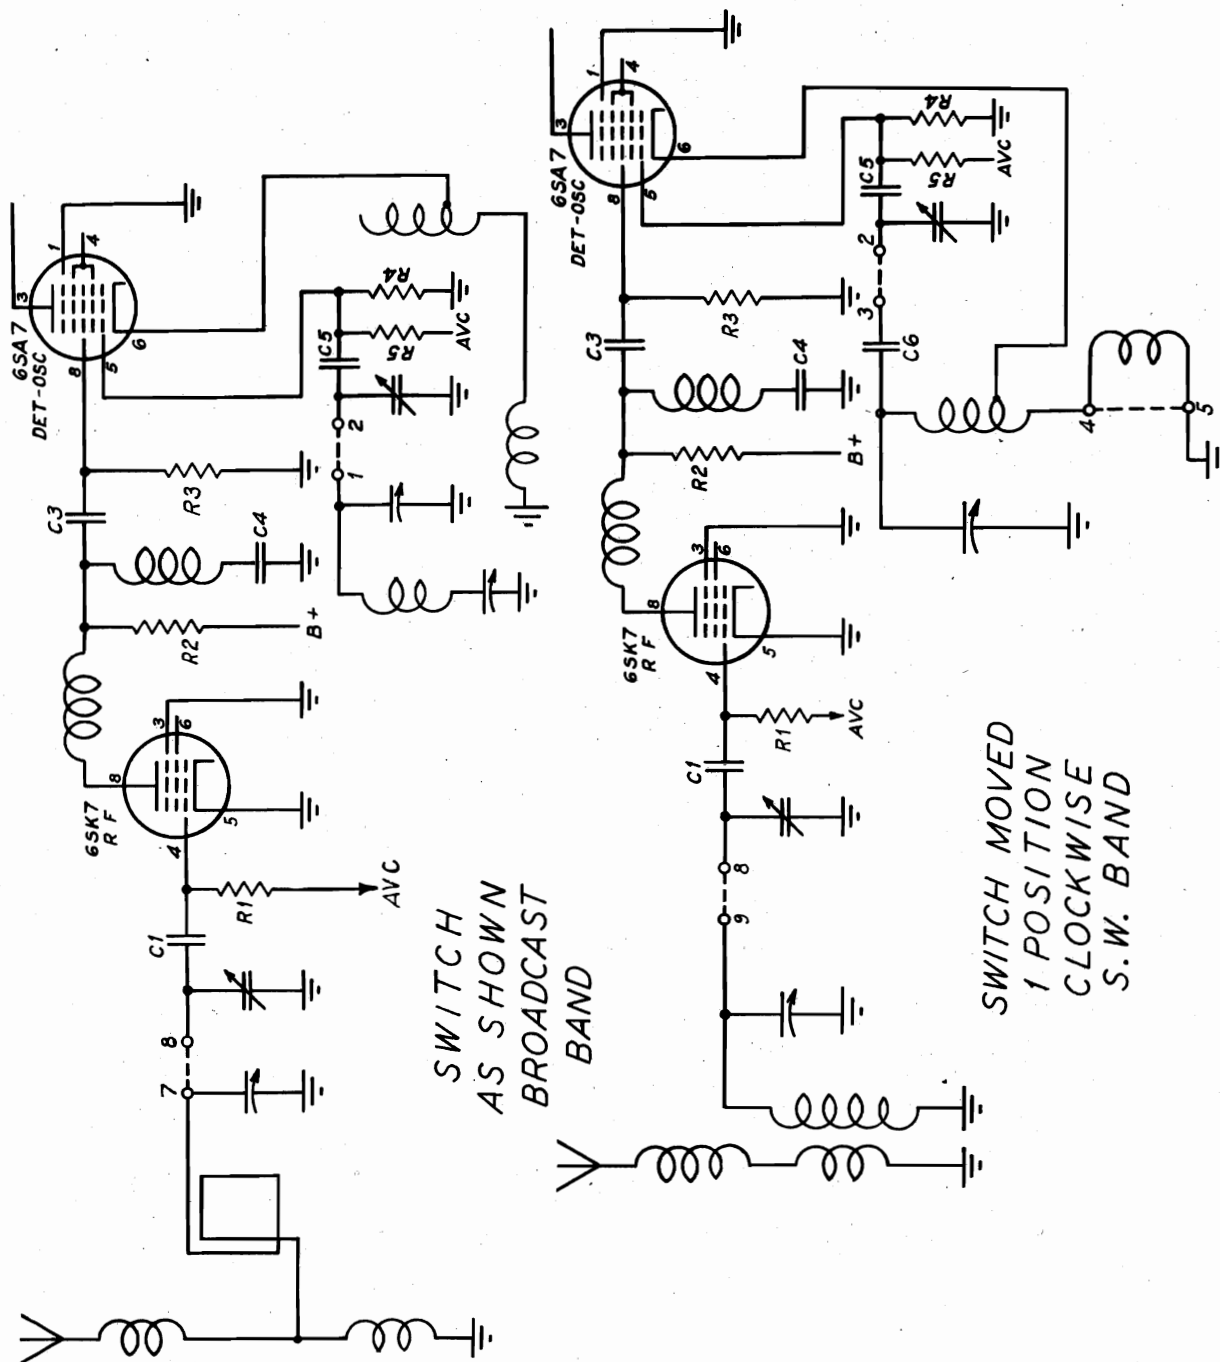 6SA7
DET-OSC
3
1
4
8
5
6
C3
R3
C4
R2
B+
C5
R4
R5
AVC
2
1
6SK7
R F
8
3
6
4
5
C1
R1
AVC
8
7
SWITCH
AS SHOWN
BROADCAST
BAND
6SA7
DET-OSC
3
1
4
8
5
6
C3
R3
C4
R2
B+
C5
R4
R5
AVC
2
3
C6
4
5
6SK7
R F
8
3
6
4
5
C1
R1
AVC
8
9
SWITCH MOVED
1 POSITION
CLOCKWISE
S.W. BAND